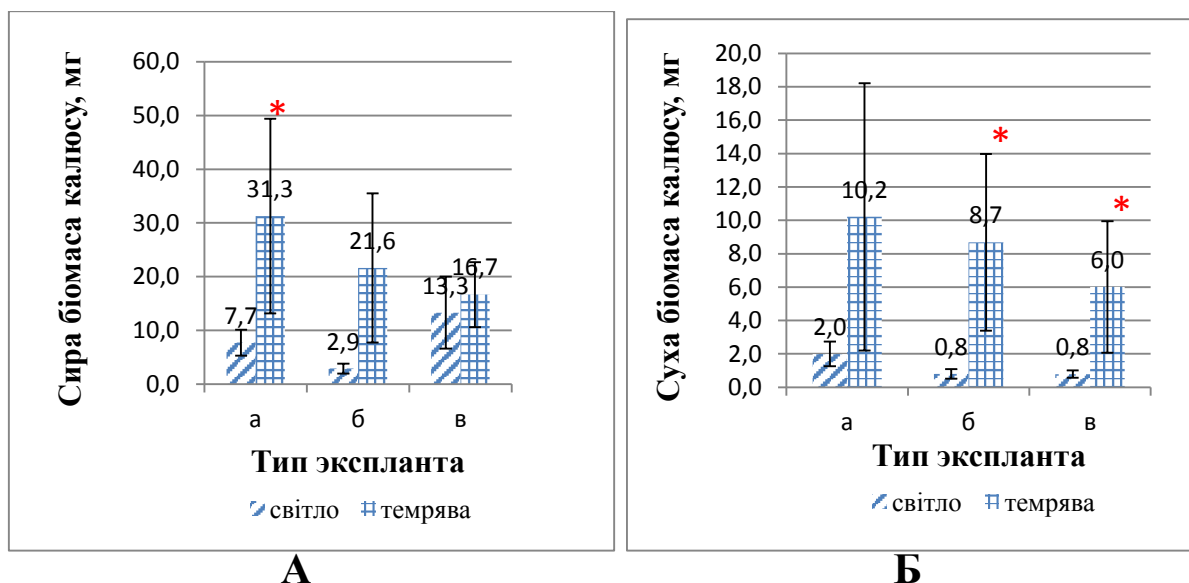 Сира біомаса калюсу, мг
60,0
50,0
40,0
30,0
20,0
10,0
0,0
*
7,7
31,3
2,9
21,6
13,3
16,7
а
б
в
Тип экспланта
світло
темрява
А
Суха біомаса калюсу, мг
20,0
18,0
16,0
14,0
12,0
10,0
8,0
6,0
4,0
2,0
0,0
*
*
2,0
10,2
0,8
8,7
0,8
6,0
а
б
в
Тип экспланта
світло
темрява
Б